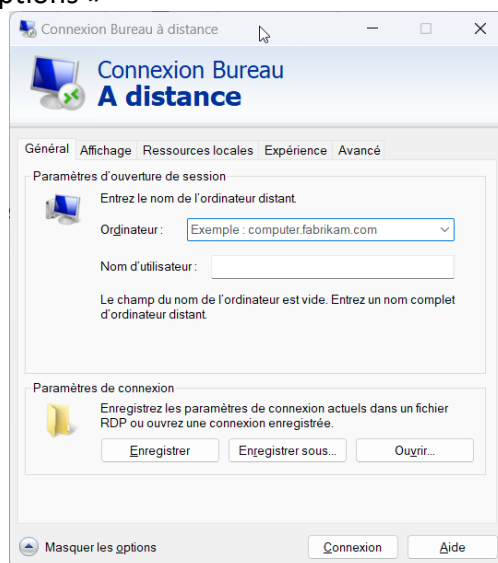 ptions »
Connexion Bureau à distance
Connexion Bureau
A distance
Général Affichage Ressources locales Expérience Avancé
Paramètres d'ouverture de session
Entrez le nom de l'ordinateur distant.
Ordinateur : Exemple : computer.fabrikam.com
Nom d'utilisateur :
Le champ du nom de l'ordinateur est vide. Entrez un nom complet
d'ordinateur distant.
Paramètres de connexion
Enregistrez les paramètres de connexion actuels dans un fichier
RDP ou ouvrez une connexion enregistrée.
Enregistrer Enregistrer sous... Ouvrir...
Masquer les options Connexion Aide